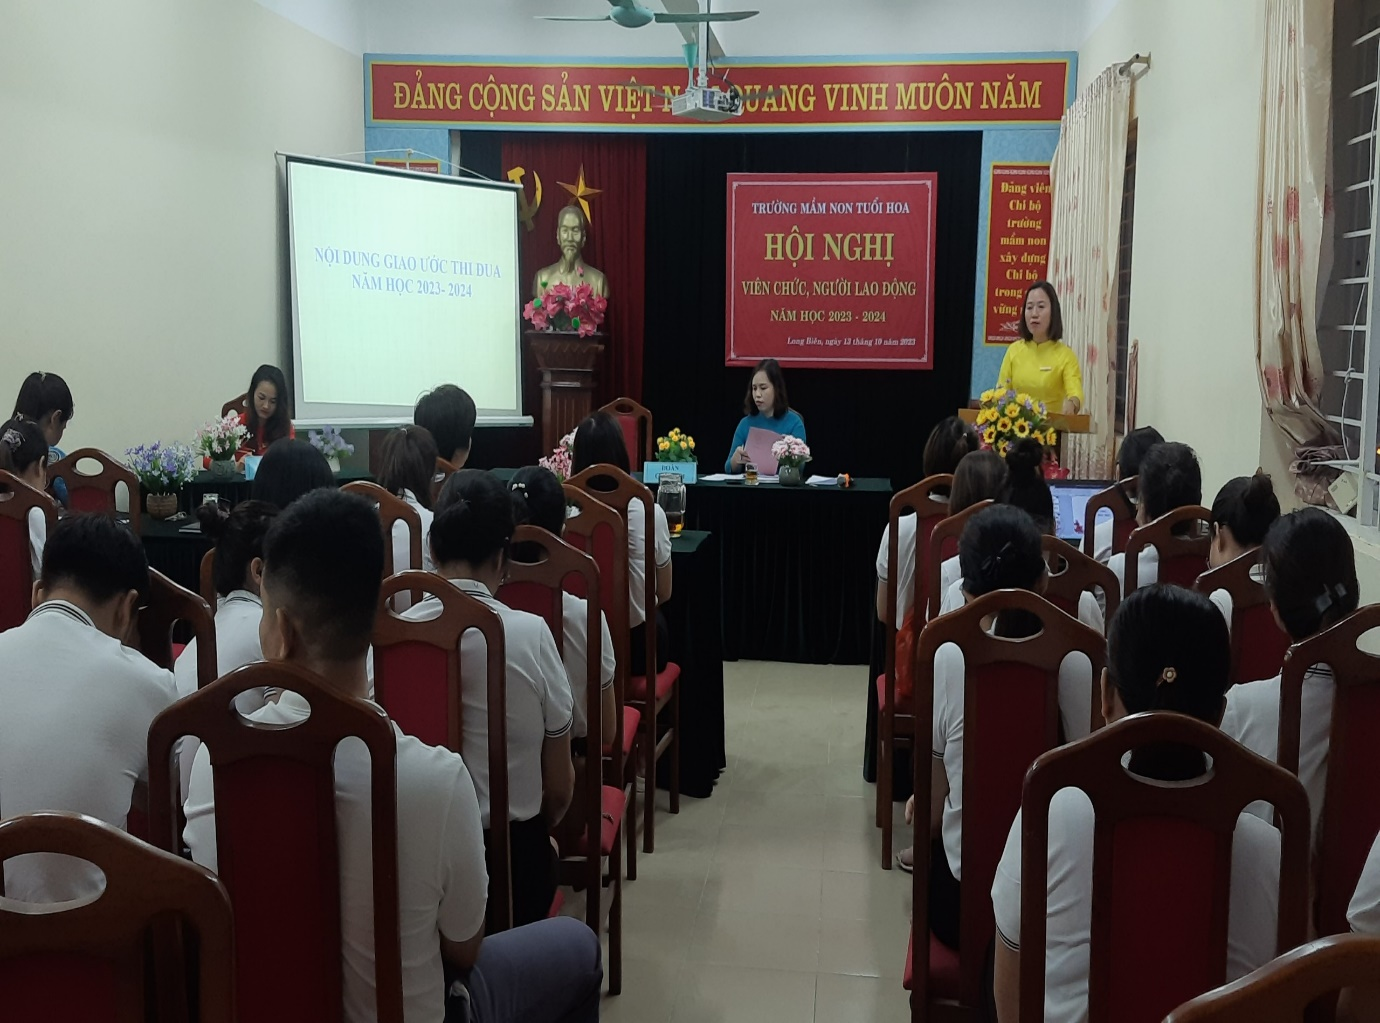 ĐẢNG CỘNG SẢN VIỆT NAM QUANG VINH MUÔN NĂM
NỘI DUNG GIAO ƯỚC THI ĐUA
NĂM HỌC 2023- 2024
TRƯỜNG MẦM NON TUỔI HOA
HỘI NGHỊ
VIÊN CHỨC, NGƯỜI LAO ĐỘNG
NĂM HỌC 2023 - 2024
Long Biên, ngày 13 tháng 10 năm 2023
Đảng viên
Chi bộ
trường
mầm non
xây dựng
Chi bộ
trong
vững
ĐOÀN